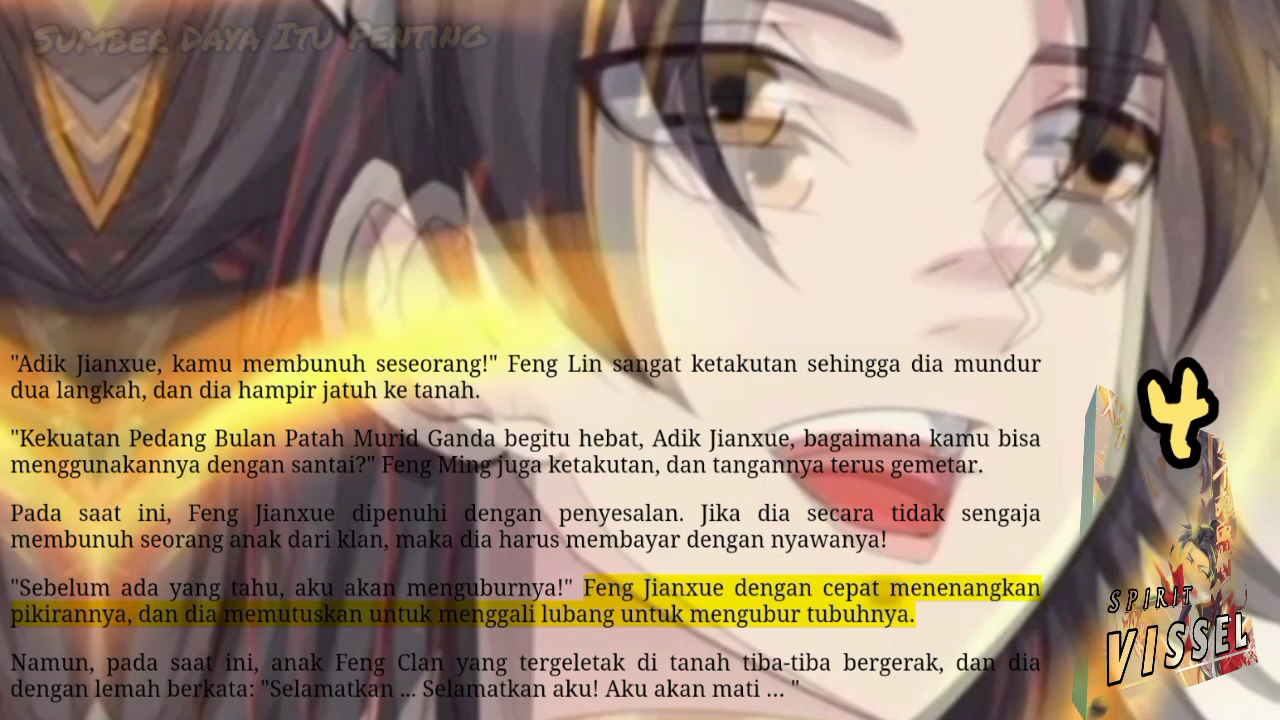 Sumber Daya Itu Penting
"Adik Jianxue, kamu membunuh seseorang!" Feng Lin sangat ketakutan sehingga dia mundur
dua langkah, dan dia hampir jatuh ke tanah.
"Kekuatan Pedang Bulan Patah Murid Ganda begitu hebat, Adik Jianxue, bagaimana kamu bisa
menggunakannya dengan santai?" Feng Ming juga ketakutan, dan tangannya terus gemetar.
Pada saat ini, Feng Jianxue dipenuhi dengan penyesalan. Jika dia secara tidak sengaja
membunuh seorang anak dari klan, maka dia harus membayar dengan nyawanya!
"Sebelum ada yang tahu, aku akan menguburnya!" Feng Jianxue dengan cepat menenangkan
pikirannya, dan dia memutuskan untuk menggali lubang untuk mengubur tubuhnya.
Namun, pada saat ini, anak Feng Clan yang tergeletak di tanah tiba-tiba bergerak, dan dia
dengan lemah berkata: "Selamatkan ... Selamatkan aku! Aku akan mati ... "
4
SPIRIT
VISSEL